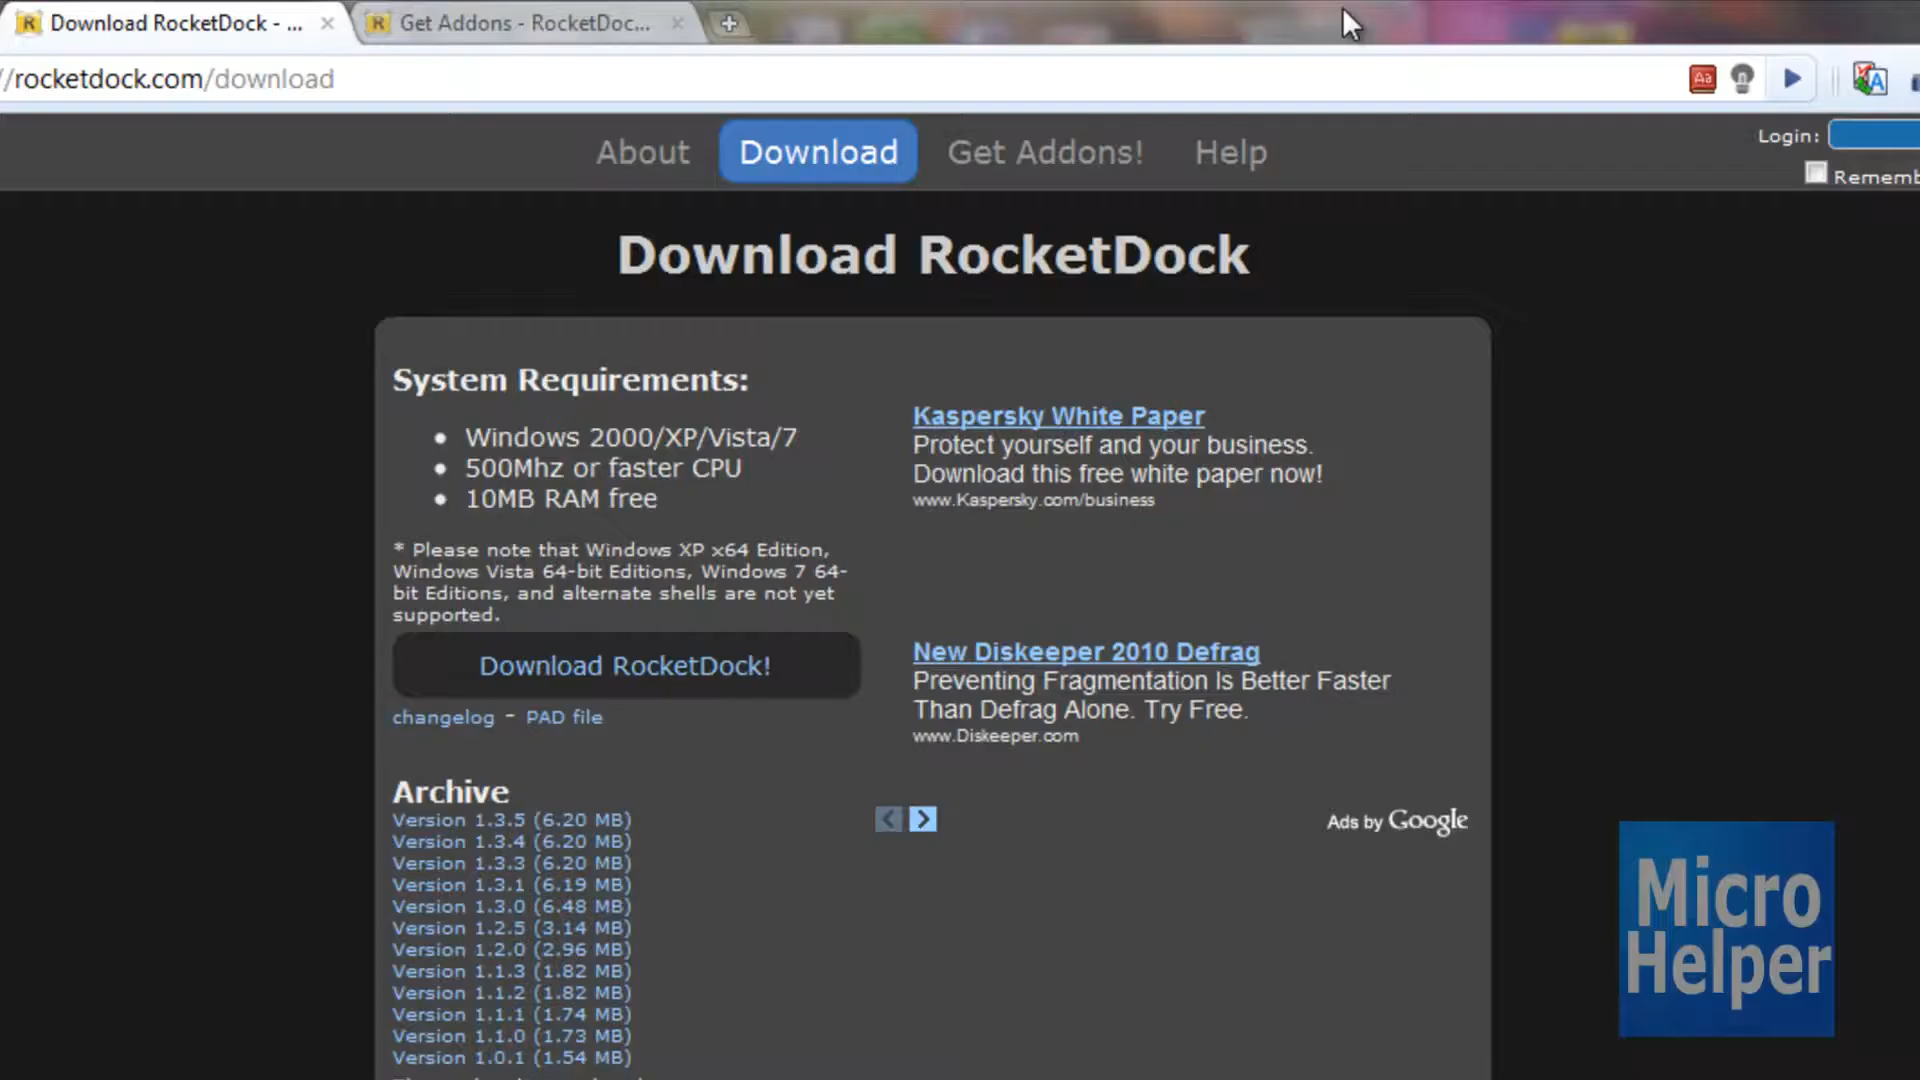 Download RocketDock - ...
Get Addons - RocketDoc...
//rocketdock.com/download
About
Download
Get Addons!
Help
Login:
Rememb
Download RocketDock
System Requirements:
Windows 2000/XP/Vista/7
500Mhz or faster CPU
10MB RAM free
* Please note that Windows XP x64 Edition,
Windows Vista 64-bit Editions, Windows 7 64-
bit Editions, and alternate shells are not yet
supported.
Download RocketDock!
changelog - PAD file
Kaspersky White Paper
Protect yourself and your business.
Download this free white paper now!
www.Kaspersky.com/business
New Diskeeper 2010 Defrag
Preventing Fragmentation Is Better Faster
Than Defrag Alone. Try Free.
www.Diskeeper.com
Ads by Google
Archive
Version 1.3.5 (6.20 MB)
Version 1.3.4 (6.20 MB)
Version 1.3.3 (6.20 MB)
Version 1.3.1 (6.19 MB)
Version 1.3.0 (6.48 MB)
Version 1.2.5 (3.14 MB)
Version 1.2.0 (2.96 MB)
Version 1.1.3 (1.82 MB)
Version 1.1.2 (1.82 MB)
Version 1.1.1 (1.74 MB)
Version 1.1.0 (1.73 MB)
Version 1.0.1 (1.54 MB)
Micro
Helper